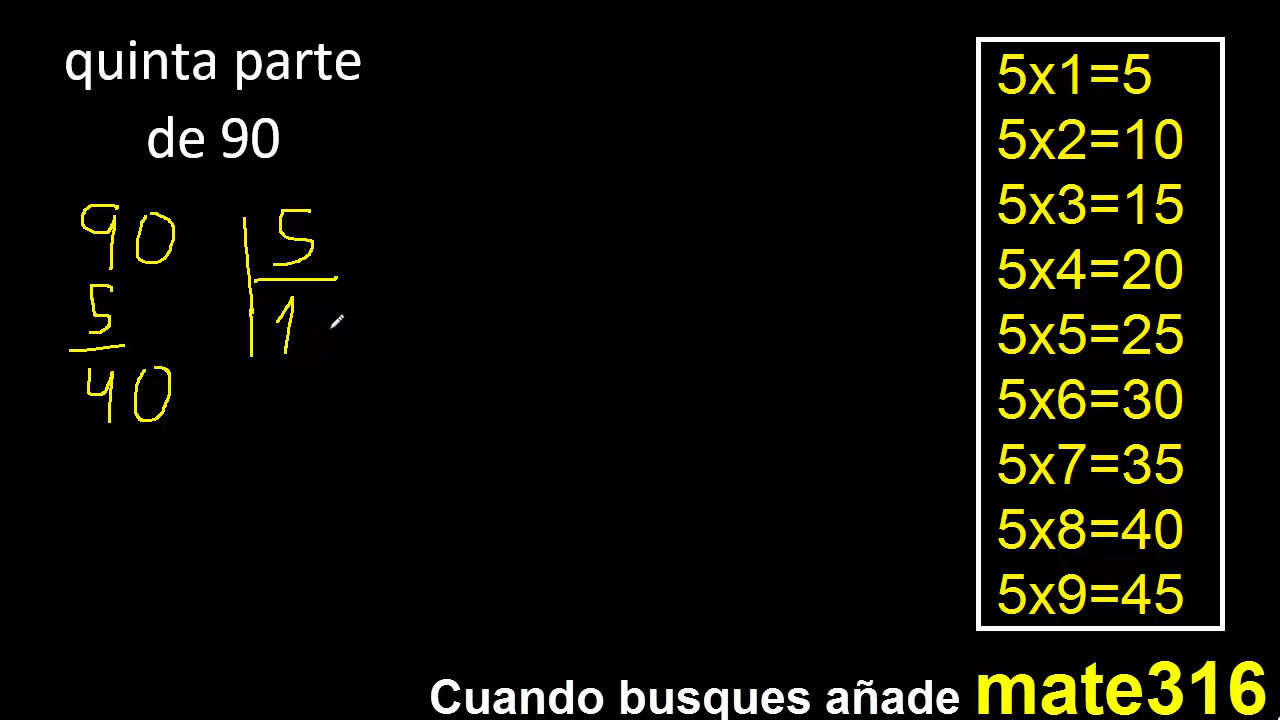 quinta parte
de 90
90 5
5 1
40
5x1=5
5x2=10
5x3=15
5x4=20
5x5=25
5x6=30
5x7=35
5x8=40
5x9=45
Cuando busques añade mate316